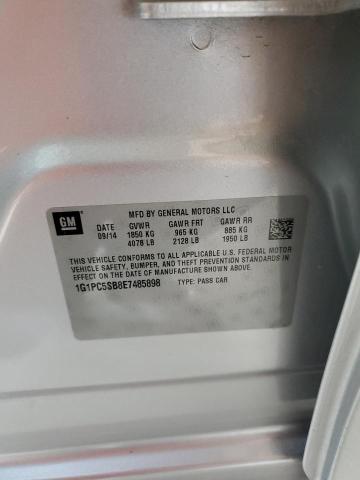 GM
MFD BY GENERAL MOTORS LLC
DATE GVWR GAWR FRT GAWR RR
09/14 1850 KG 965 KG 885 KG
4078 LB 2128 LB 1950 LB
THIS VEHICLE CONFORMS TO ALL APPLICABLE U.S. FEDERAL MOTOR
VEHICLE SAFETY, BUMPER, AND THEFT PREVENTION STANDARDS IN
EFFECT ON THE DATE OF MANUFACTURE SHOWN ABOVE.
1G1PC5SB8E7485898 TYPE: PASS CAR